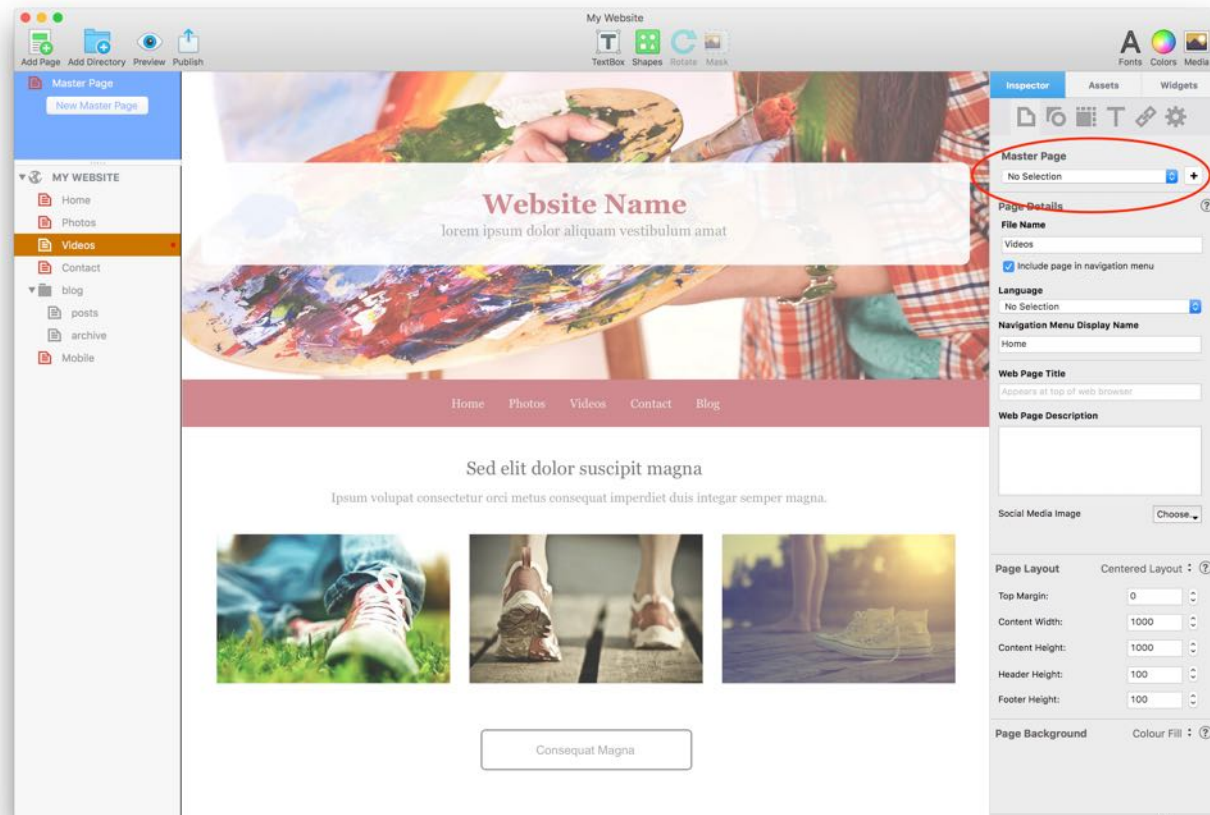 My Website
Add Page Add Directory Preview Publish
TextBox Shapes Rotate Mask
Fonts Colors Media
Master Page
New Master Page
MY WEBSITE
Home
Photos
Videos
Contact
blog
posts
archive
Mobile
Website Name
lorem ipsum dolor aliquam vestibulum amat
Home Photos Videos Contact Blog
Sed elit dolor suscipit magna
Ipsum volupat consectetur orci metus consequat imperdiet duis integar semper magna.
Consequat Magna
Inspector Assets Widgets
Master Page
No Selection +
Page Details ?
File Name
Videos
Include page in navigation menu
Language
No Selection
Navigation Menu Display Name
Home
Web Page Title
Appears at top of web browser
Web Page Description
Social Media Image Choose...
Page Layout Centered Layout ?
Top Margin: 0
Content Width: 1000
Content Height: 1000
Header Height: 100
Footer Height: 100
Page Background Colour Fill ?